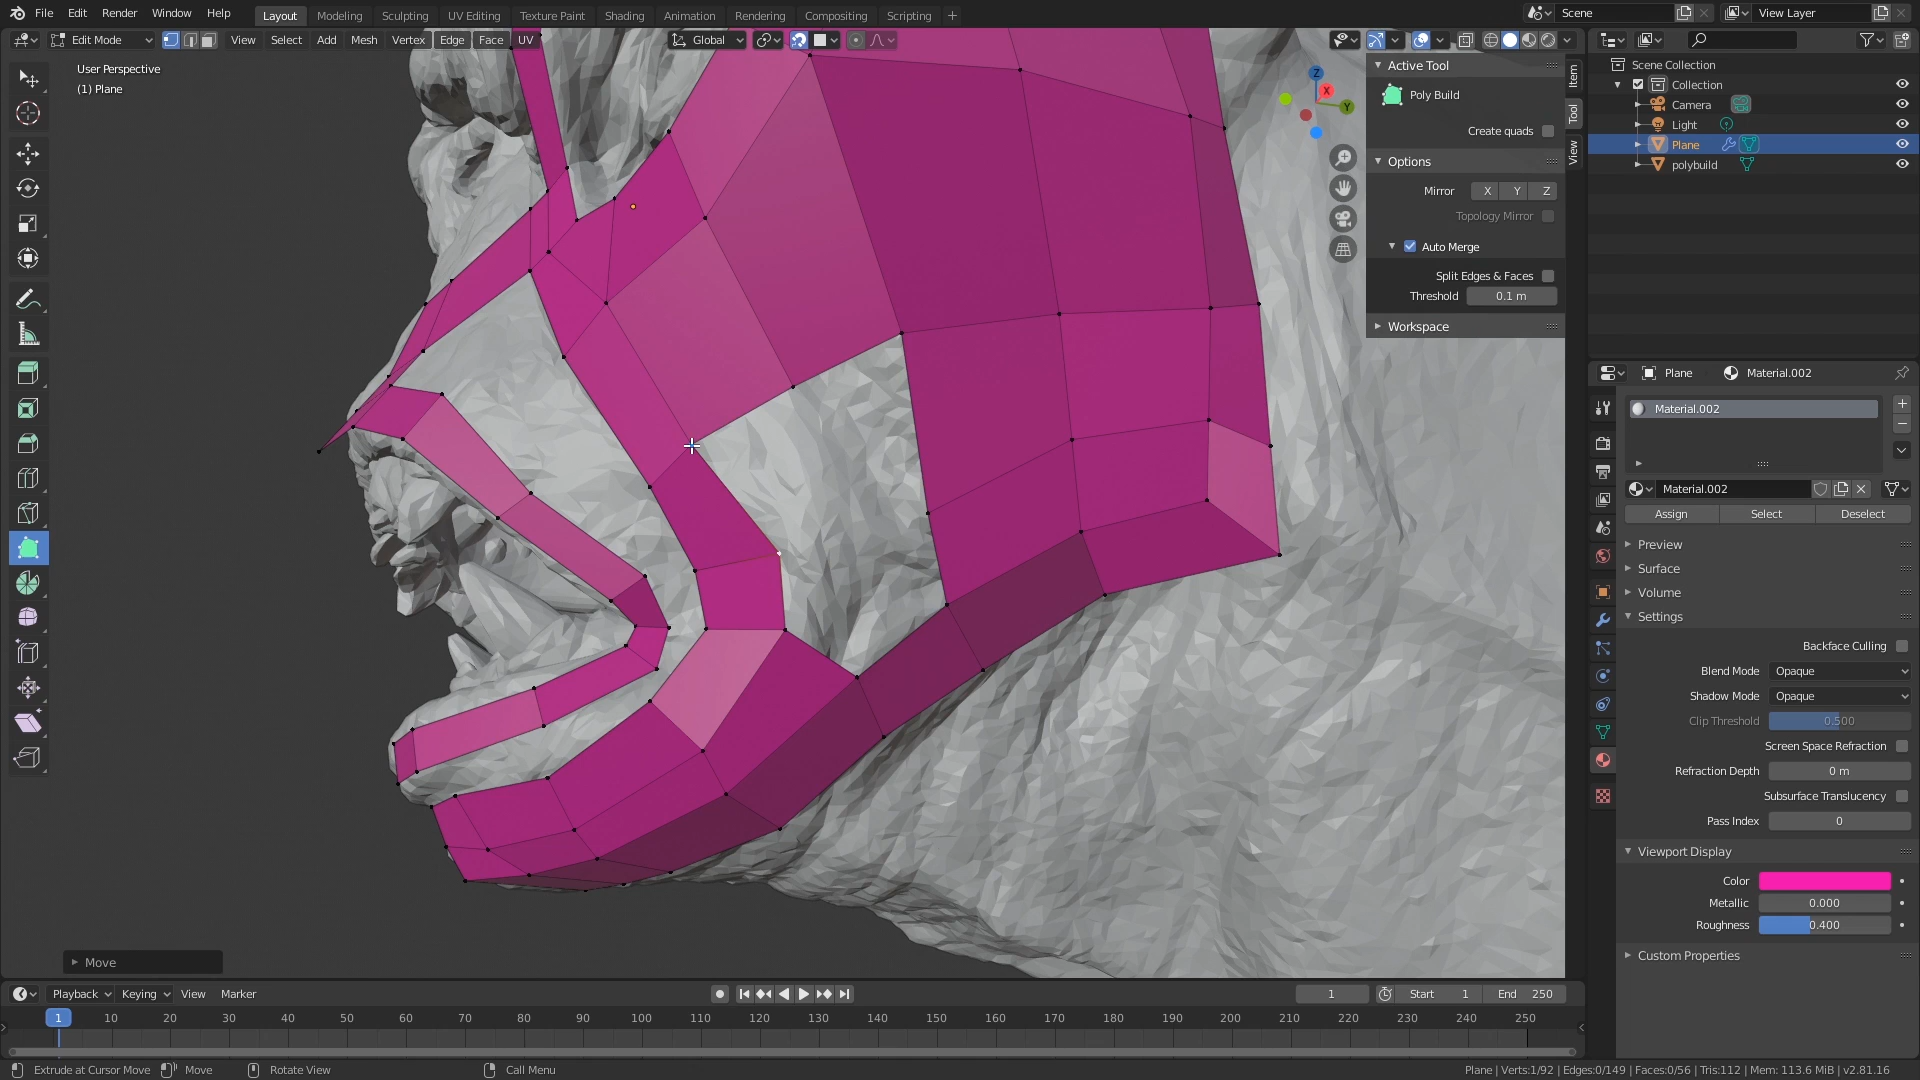 File Edit Render Window Help Layout Modeling Sculpting UV Editing Texture Paint Shading Animation Rendering Compositing Scripting + Scene View Layer
Edit Mode View Select Add Mesh Vertex Edge Face UV Global
User Perspective
(1) Plane
Z
X
Y
Active Tool
Poly Build
Create quads
Options
Mirror X Y Z
Topology Mirror
Auto Merge
Split Edges & Faces
Threshold 0.1 m
Workspace
Item
Tool
View
Scene Collection
Collection
Camera
Light
Plane
polybuild
Plane Material.002
Material.002
Material.002
Assign Select Deselect
Preview
Surface
Volume
Settings
Backface Culling
Blend Mode Opaque
Shadow Mode Opaque
Clip Threshold 0.500
Screen Space Refraction
Refraction Depth 0 m
Subsurface Translucency
Pass Index 0
Viewport Display
Color
Metallic 0.000
Roughness 0.400
Custom Properties
Move
Playback Keying View Marker 1 Start 1 End 250
1 10 20 30 40 50 60 70 80 90 100 110 120 130 140 150 160 170 180 190 200 210 220 230 240 250
Extrude at Cursor Move Move Rotate View Call Menu Plane | Verts:1/92 | Edges:0/149 | Faces:0/56 | Tris:112 | Mem: 113.6 MiB | v2.81.16